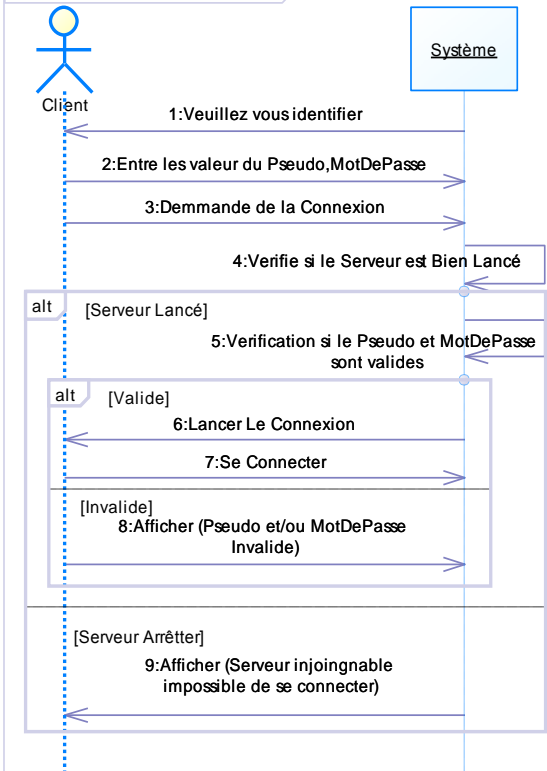 Système
Client
1:Veuillez vous identifier
2:Entre les valeur du Pseudo,MotDePasse
3:Demmande de la Connexion
4:Verifie si le Serveur est Bien Lancé
alt
[Serveur Lancé]
5:Verification si le Pseudo et MotDePasse
sont valides
alt
[Valide]
6:Lancer Le Connexion
7:Se Connecter
[Invalide]
8:Afficher (Pseudo et/ou MotDePasse
Invalide)
[Serveur Arrêtter]
9:Afficher (Serveur injoingnable
impossible de se connecter)